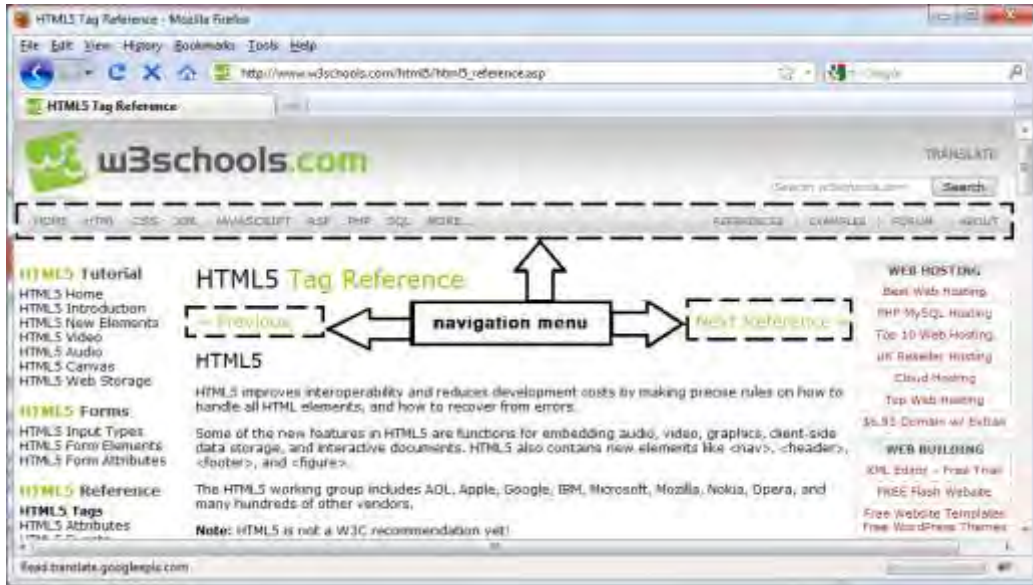 HTML5 Tag Reference - Mozilla Firefox
File Edit View History Bookmarks Tools Help
http://www.w3schools.com/html5/html5_reference.asp
Google
HTML5 Tag Reference
w3schools.com
TRANSLATE
Search w3schools.com
Search
HOME HTML CSS XML JAVASCRIPT ASP PHP SQL MORE...
REFERENCES | EXAMPLES | FORUM | ABOUT
HTML5 Tutorial
HTML5 Home
HTML5 Introduction
HTML5 New Elements
HTML5 Video
HTML5 Audio
HTML5 Canvas
HTML5 Web Storage
HTML5 Forms
HTML5 Input Types
HTML5 Form Elements
HTML5 Form Attributes
HTML5 Reference
HTML5 Tags
HTML5 Attributes
HTML5 Tag Reference
« Previous
navigation menu
Next Reference »
HTML5
HTML5 improves interoperability and reduces development costs by making precise rules on how to
handle all HTML elements, and how to recover from errors.
Some of the new features in HTML5 are functions for embedding audio, video, graphics, client-side
data storage, and interactive documents. HTML5 also contains new elements like <nav>, <header>,
<footer>, and <figure>.
The HTML5 working group includes AOL, Apple, Google, IBM, Microsoft, Mozilla, Nokia, Opera, and
many hundreds of other vendors.
Note: HTML5 is not a W3C recommendation yet!
WEB HOSTING
Best Web Hosting
PHP MySQL Hosting
Top 10 Web Hosting
UK Reseller Hosting
Cloud Hosting
Top Web Hosting
$6.95 Domain w/ Extras
WEB BUILDING
XML Editor – Free Trial
FREE Flash Website
Free Website Templates
Free WordPress Themes
Read translate.googleapis.com